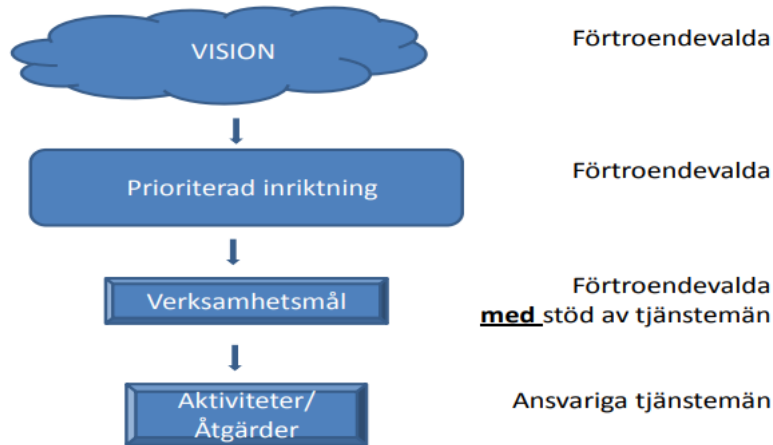 VISION
Förtroendevalda
Prioriterad inriktning
Förtroendevalda
Verksamhetsmål
Förtroendevalda
med stöd av tjänstemän
Aktiviteter/
Åtgärder
Ansvariga tjänstemän